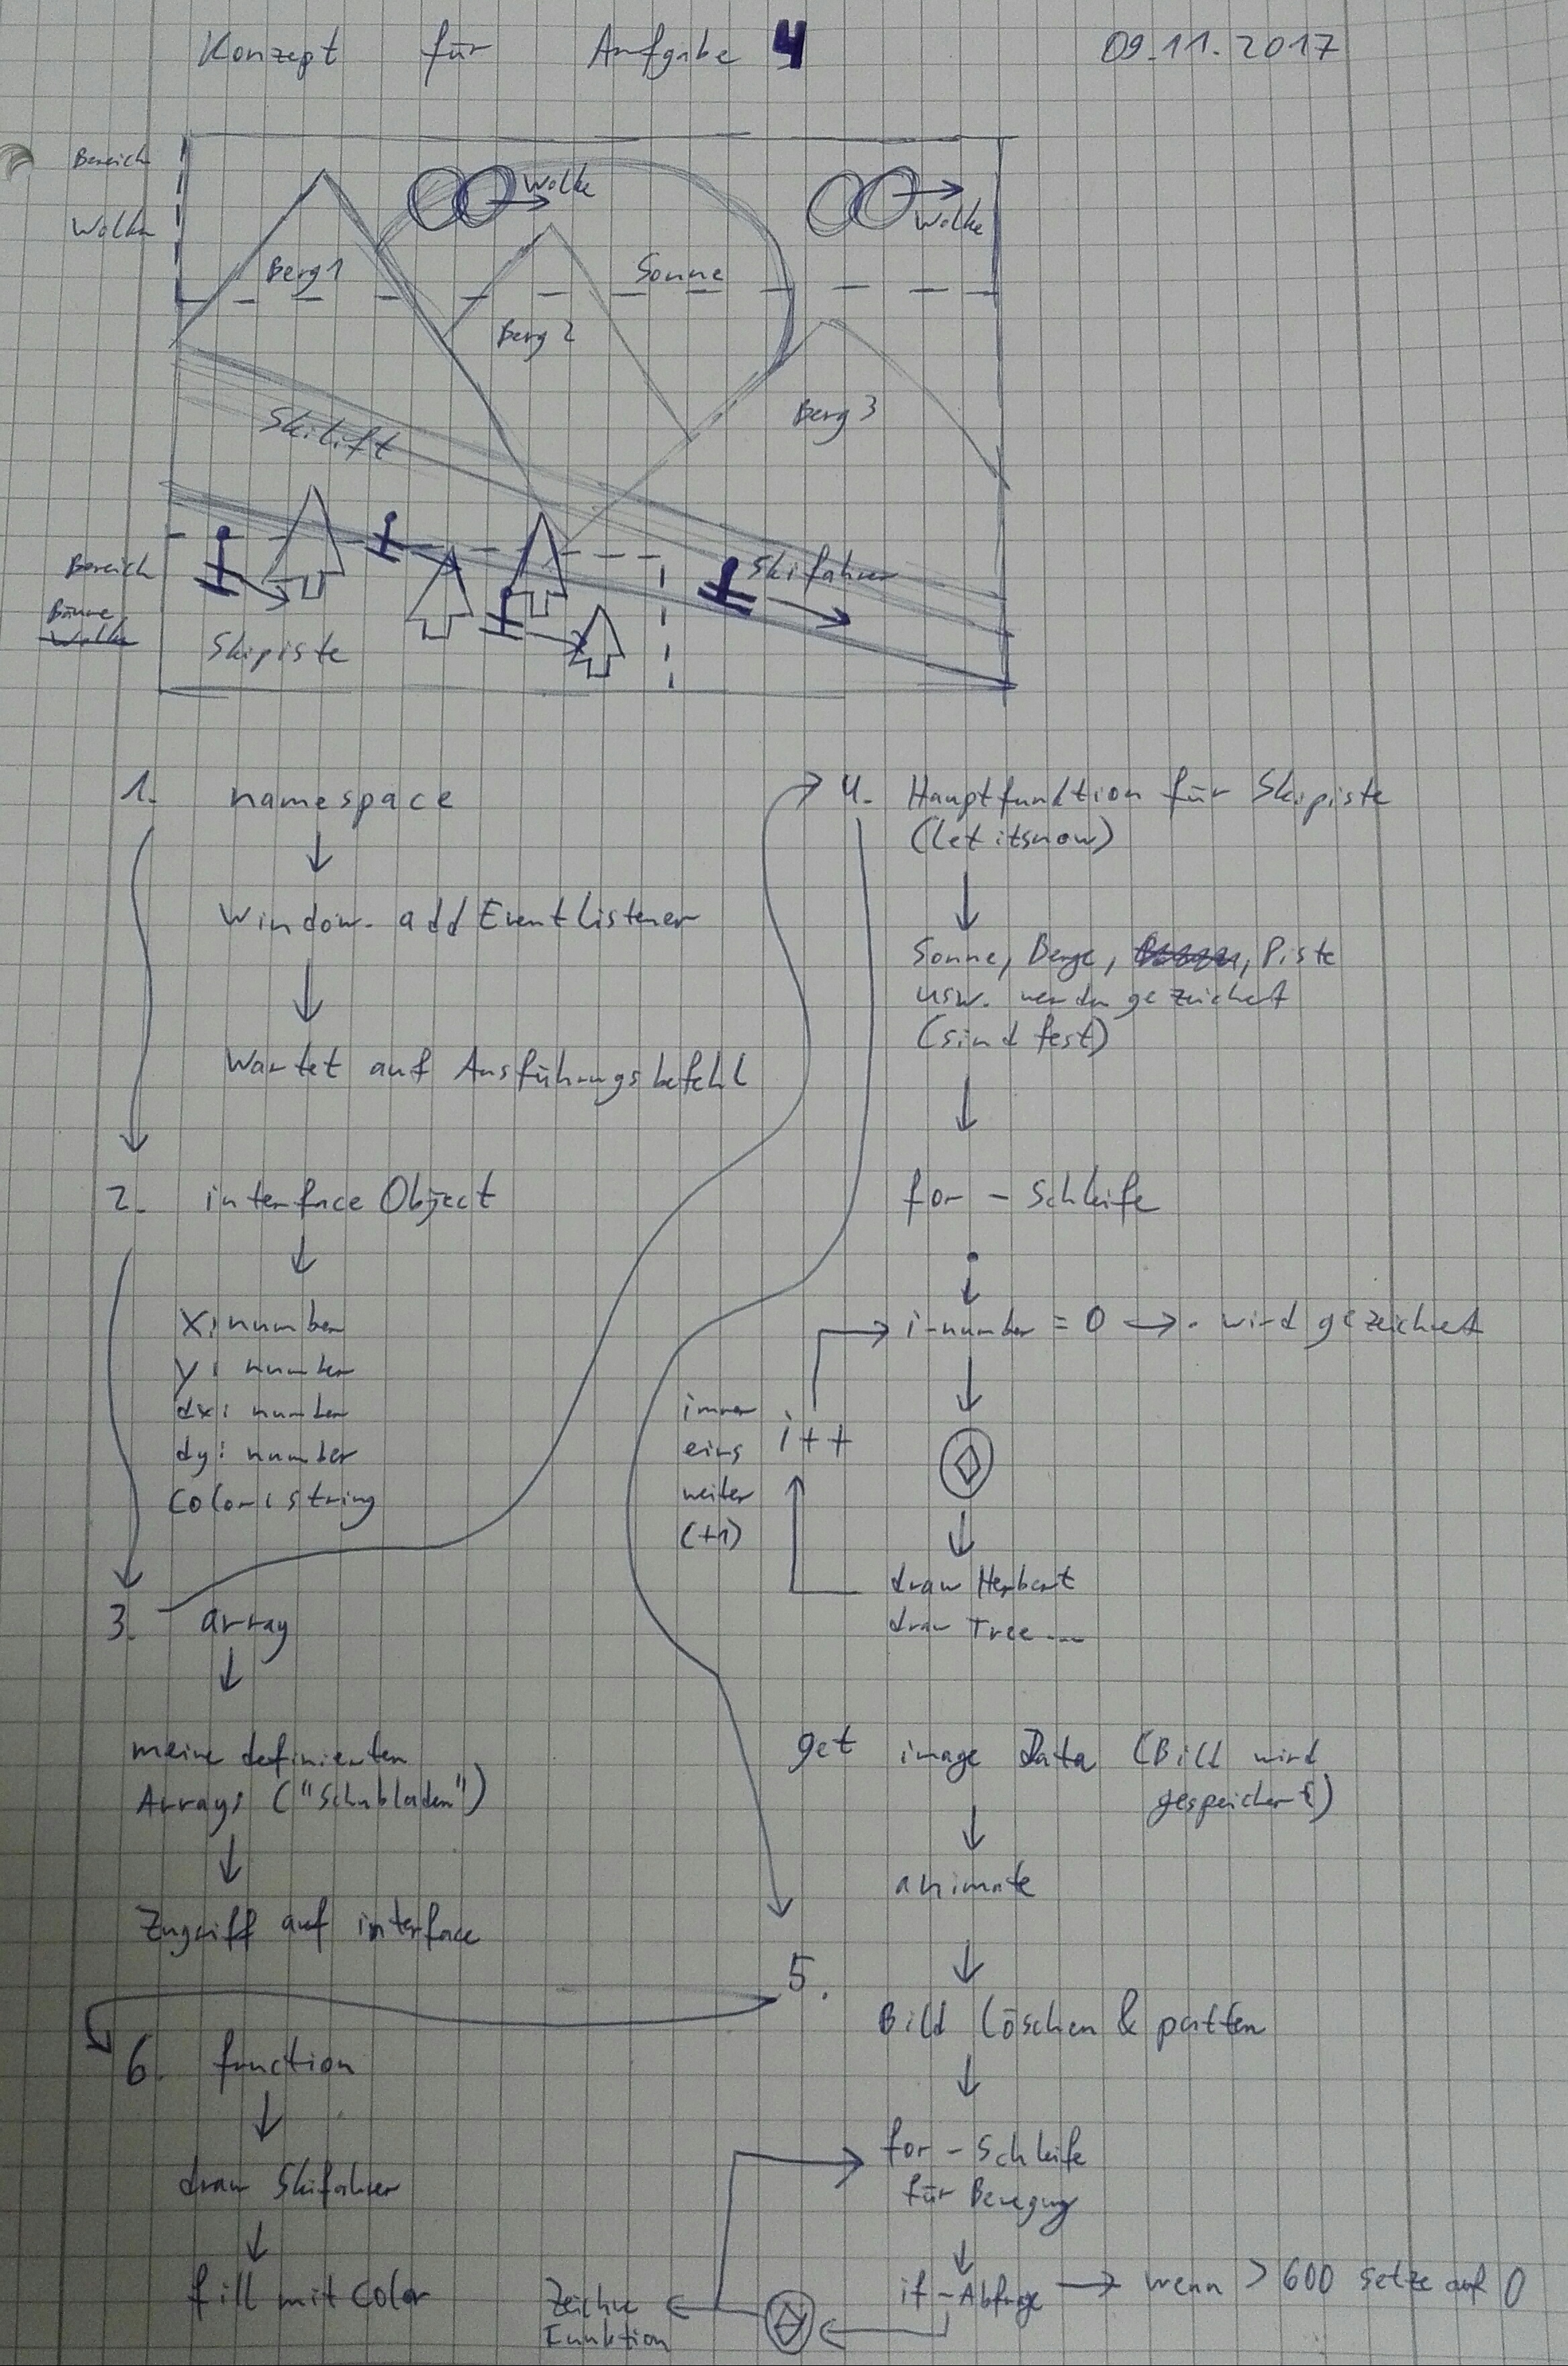 Konzept für Aufgabe 4 09.11.2017
Bereich
Wolken
Wolke
Wolke
Berg 1
Sonne
Berg 2
Berg 3
Skilift
Bereich
Bäume
Wolke
Skifahrer
Skipiste
1. namespace
window. addEventListener
Wartet auf Ausführungsbefehl
2. interface Object
x: number
y: number
dx: number
dy: number
Color: string
3. array
meine definierten
Arrays ("Schubladen")
Zugriff auf interface
4. Hauptfunktion für Skipiste
(let itsnow)
Sonne, Berge, , Piste
usw. werden gezeichnet
(sind fest)
for - Schleife
i-number = 0 → . wird gezeichnet
immer
eins
weiter
(+1)
i++
draw Herbert
draw Tree ...
get image Data (Bild wird
gespeichert)
animate
5.
Bild löschen & patten
for - Schleife
für Bewegung
if - Abfrage → wenn > 600 setze auf 0
Zeichne
Funktion
6. function
draw Skifahrer
fill mit Color